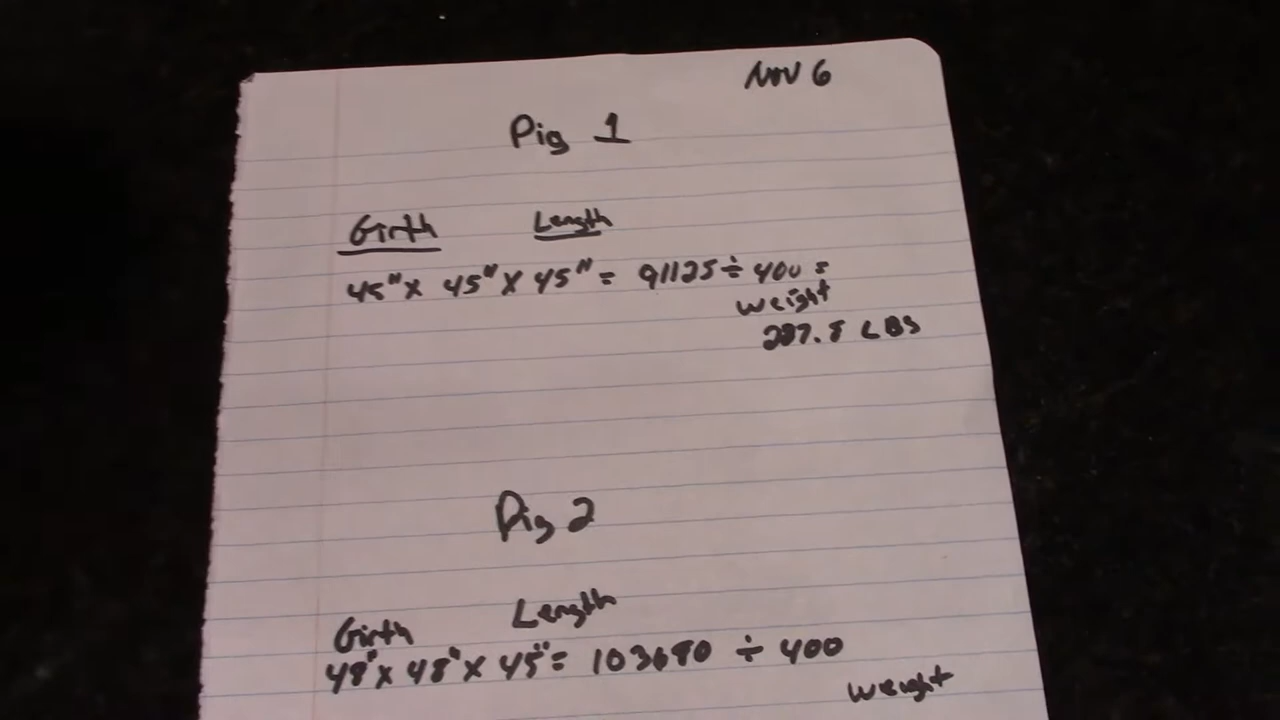 Nov 6
Pig 1
Girth Length
45" x 45" x 45" = 91125 ÷ 400 =
weight
227.8 LBS
Pig 2
Girth Length
48" x 48" x 45" = 103680 ÷ 400
weight